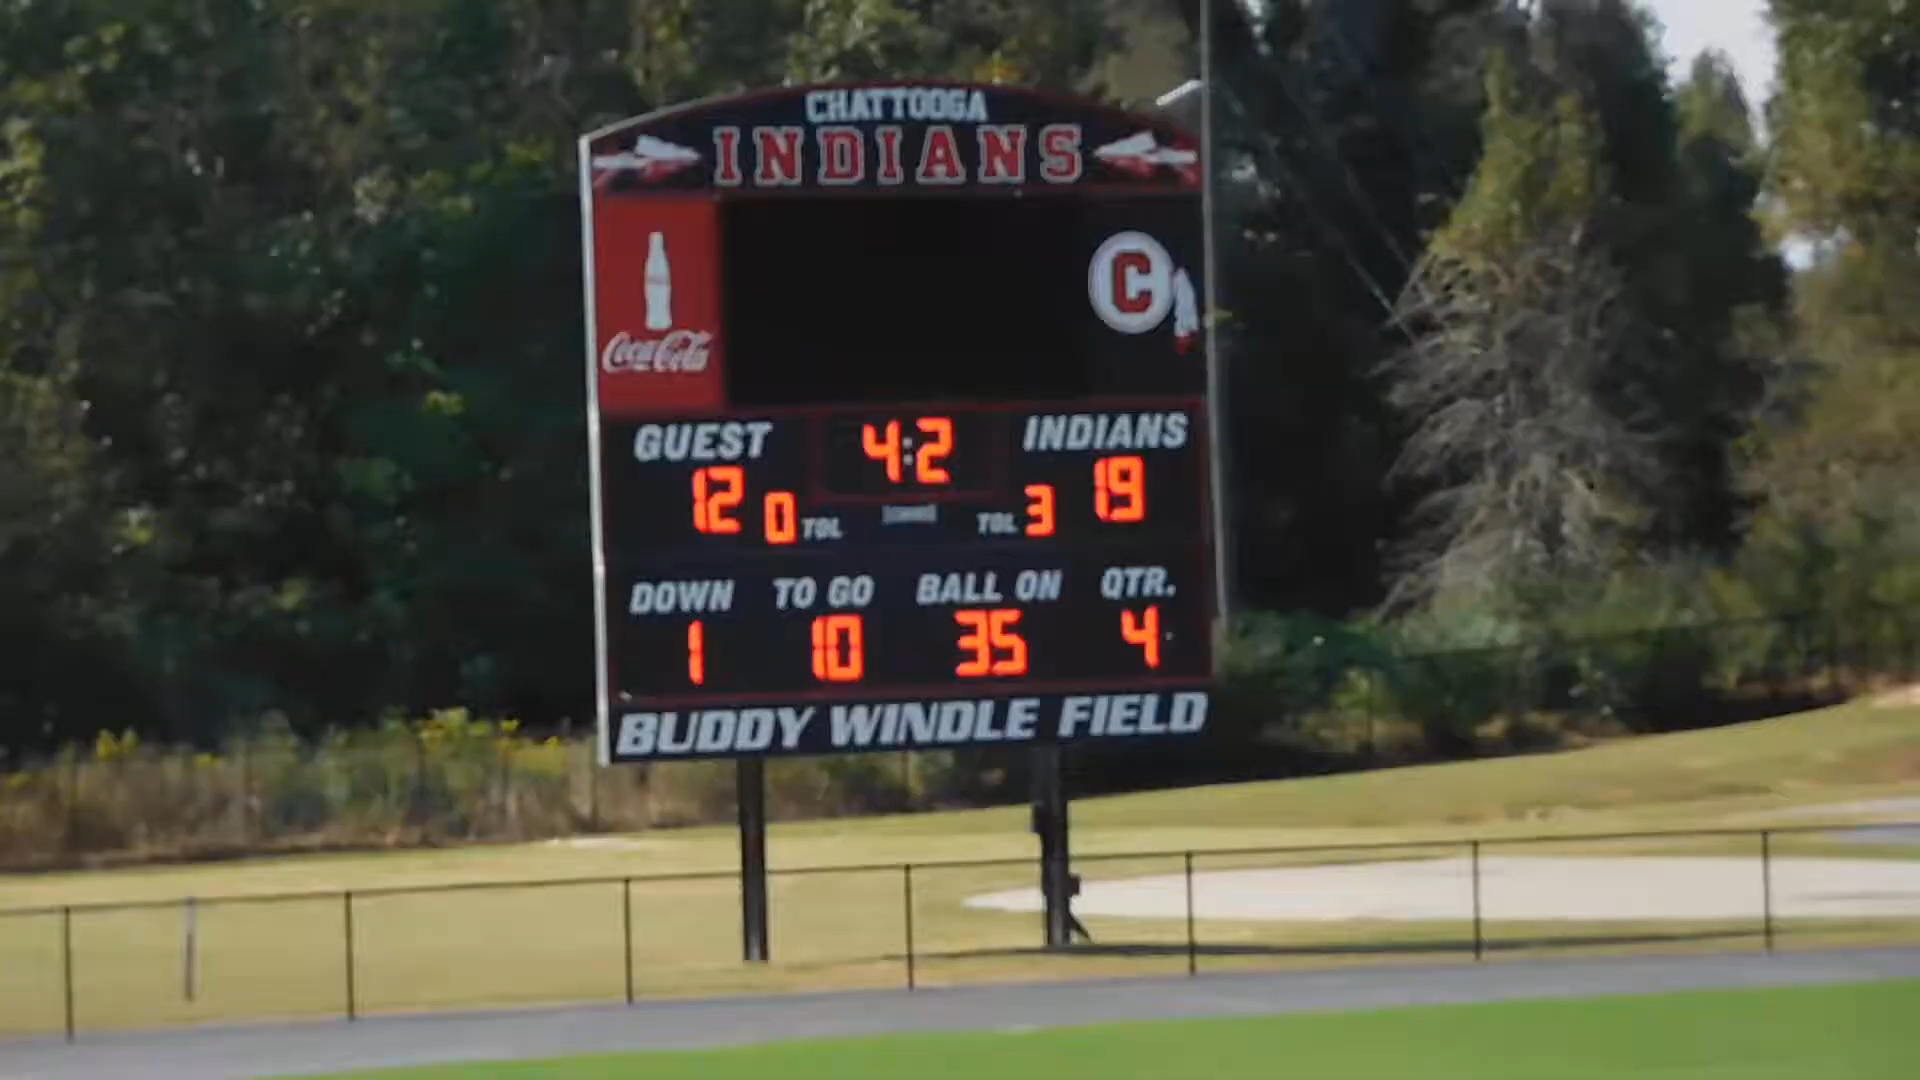 CHATTOOGA
INDIANS
C
Coca-Cola
GUEST 4:2 INDIANS
12 0 TOL TOL 3 19
DOWN TO GO BALL ON QTR.
1 10 35 4
BUDDY WINDLE FIELD